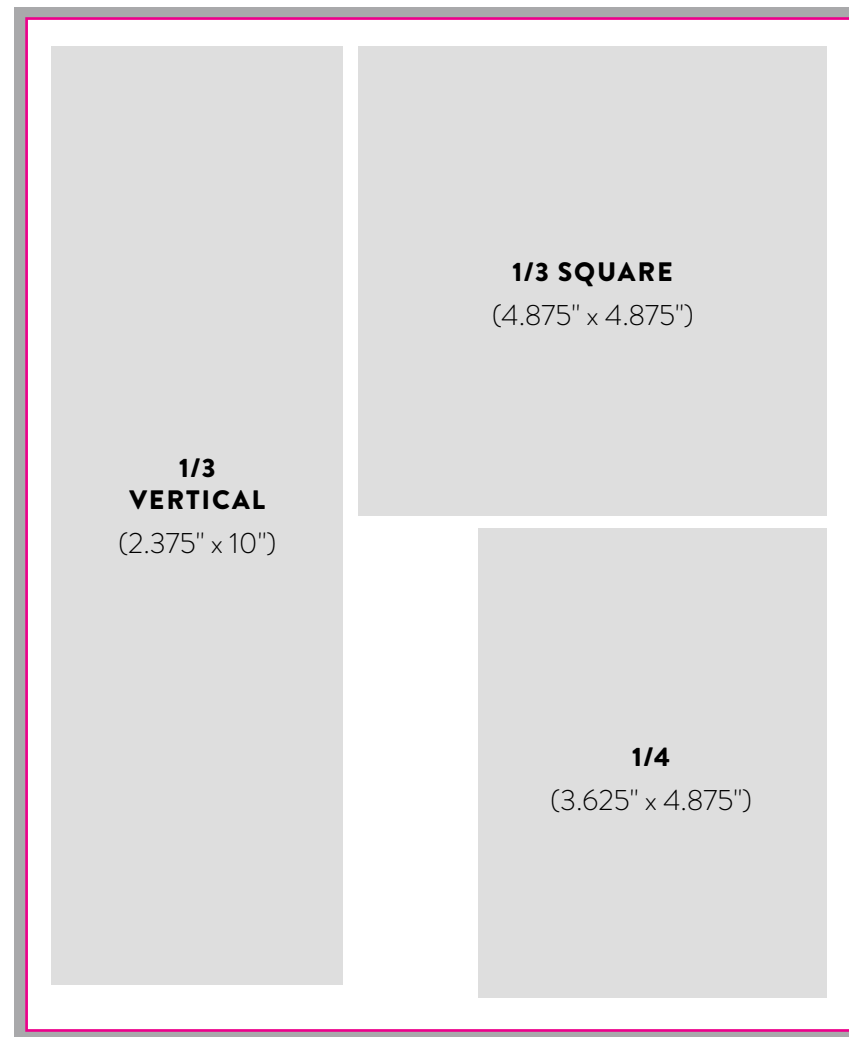 1/3
VERTICAL
(2.375" x 10")
1/3 SQUARE
(4.875" x 4.875")
1/4
(3.625" x 4.875")